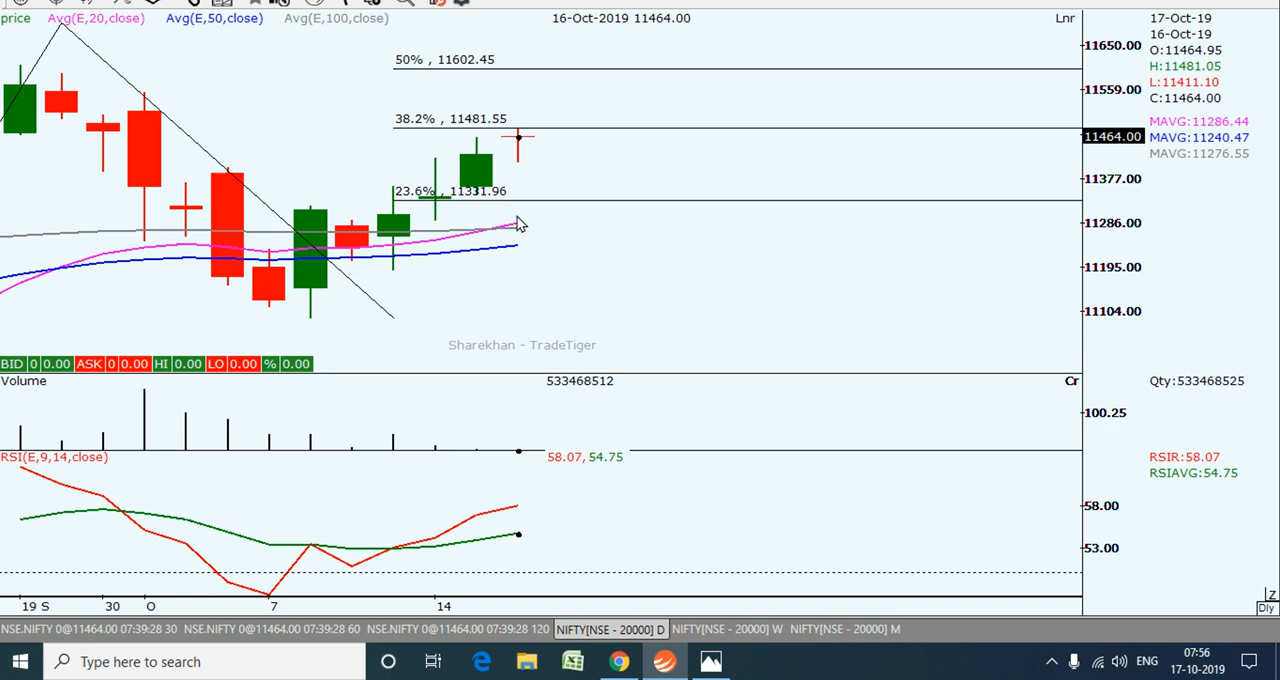 price Avg(E,20,close) Avg(E,50,close) Avg(E,100,close) 16-Oct-2019 11464.00 Lnr
17-Oct-19
16-Oct-19
O:11464.95
H:11481.05
L:11411.10
C:11464.00
MAVG:11286.44
MAVG:11240.47
MAVG:11276.55
11650.00
11559.00
11464.00
11377.00
11286.00
11195.00
11104.00
50% , 11602.45
38.2% , 11481.55
23.6% , 11331.96
Sharekhan - TradeTiger
BID 0 0.00 ASK 0 0.00 HI 0.00 LO 0.00 % 0.00
Volume 533468512 Cr Qty:533468525
100.25
RSI(E,9,14,close) 58.07, 54.75 RSIR:58.07
RSIAVG:54.75
58.00
53.00
19 S 30 O 7 14
Z
Dly
NSE.NIFTY 0@11464.00 07:39:28 30 NSE.NIFTY 0@11464.00 07:39:28 60 NSE.NIFTY 0@11464.00 07:39:28 120 NIFTY[NSE - 20000] D NIFTY[NSE - 20000] W NIFTY[NSE - 20000] M
Type here to search
ENG
07:56
17-10-2019